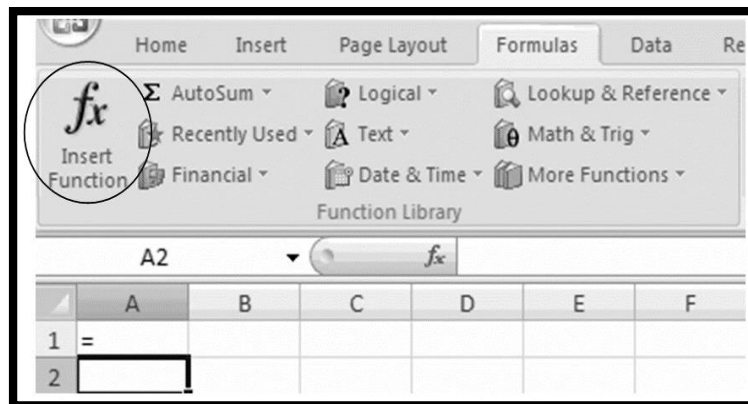 Home Insert Page Layout Formulas Data Re
fx Σ AutoSum Logical Lookup & Reference
Recently Used A Text θ Math & Trig
Insert Function Financial Date & Time More Functions
Function Library
A2 fx
A B C D E F
1 =
2